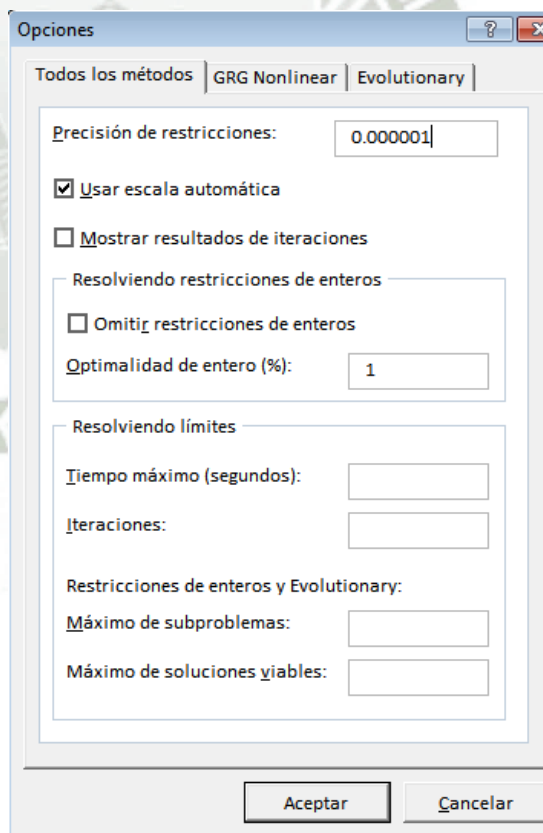 Opciones
Todos los métodos GRG Nonlinear Evolutionary
Precisión de restricciones: 0.000001
Usar escala automática
Mostrar resultados de iteraciones
Resolviendo restricciones de enteros
Omitir restricciones de enteros
Optimalidad de entero (%): 1
Resolviendo límites
Tiempo máximo (segundos):
Iteraciones:
Restricciones de enteros y Evolutionary:
Máximo de subproblemas:
Máximo de soluciones viables:
Aceptar Cancelar